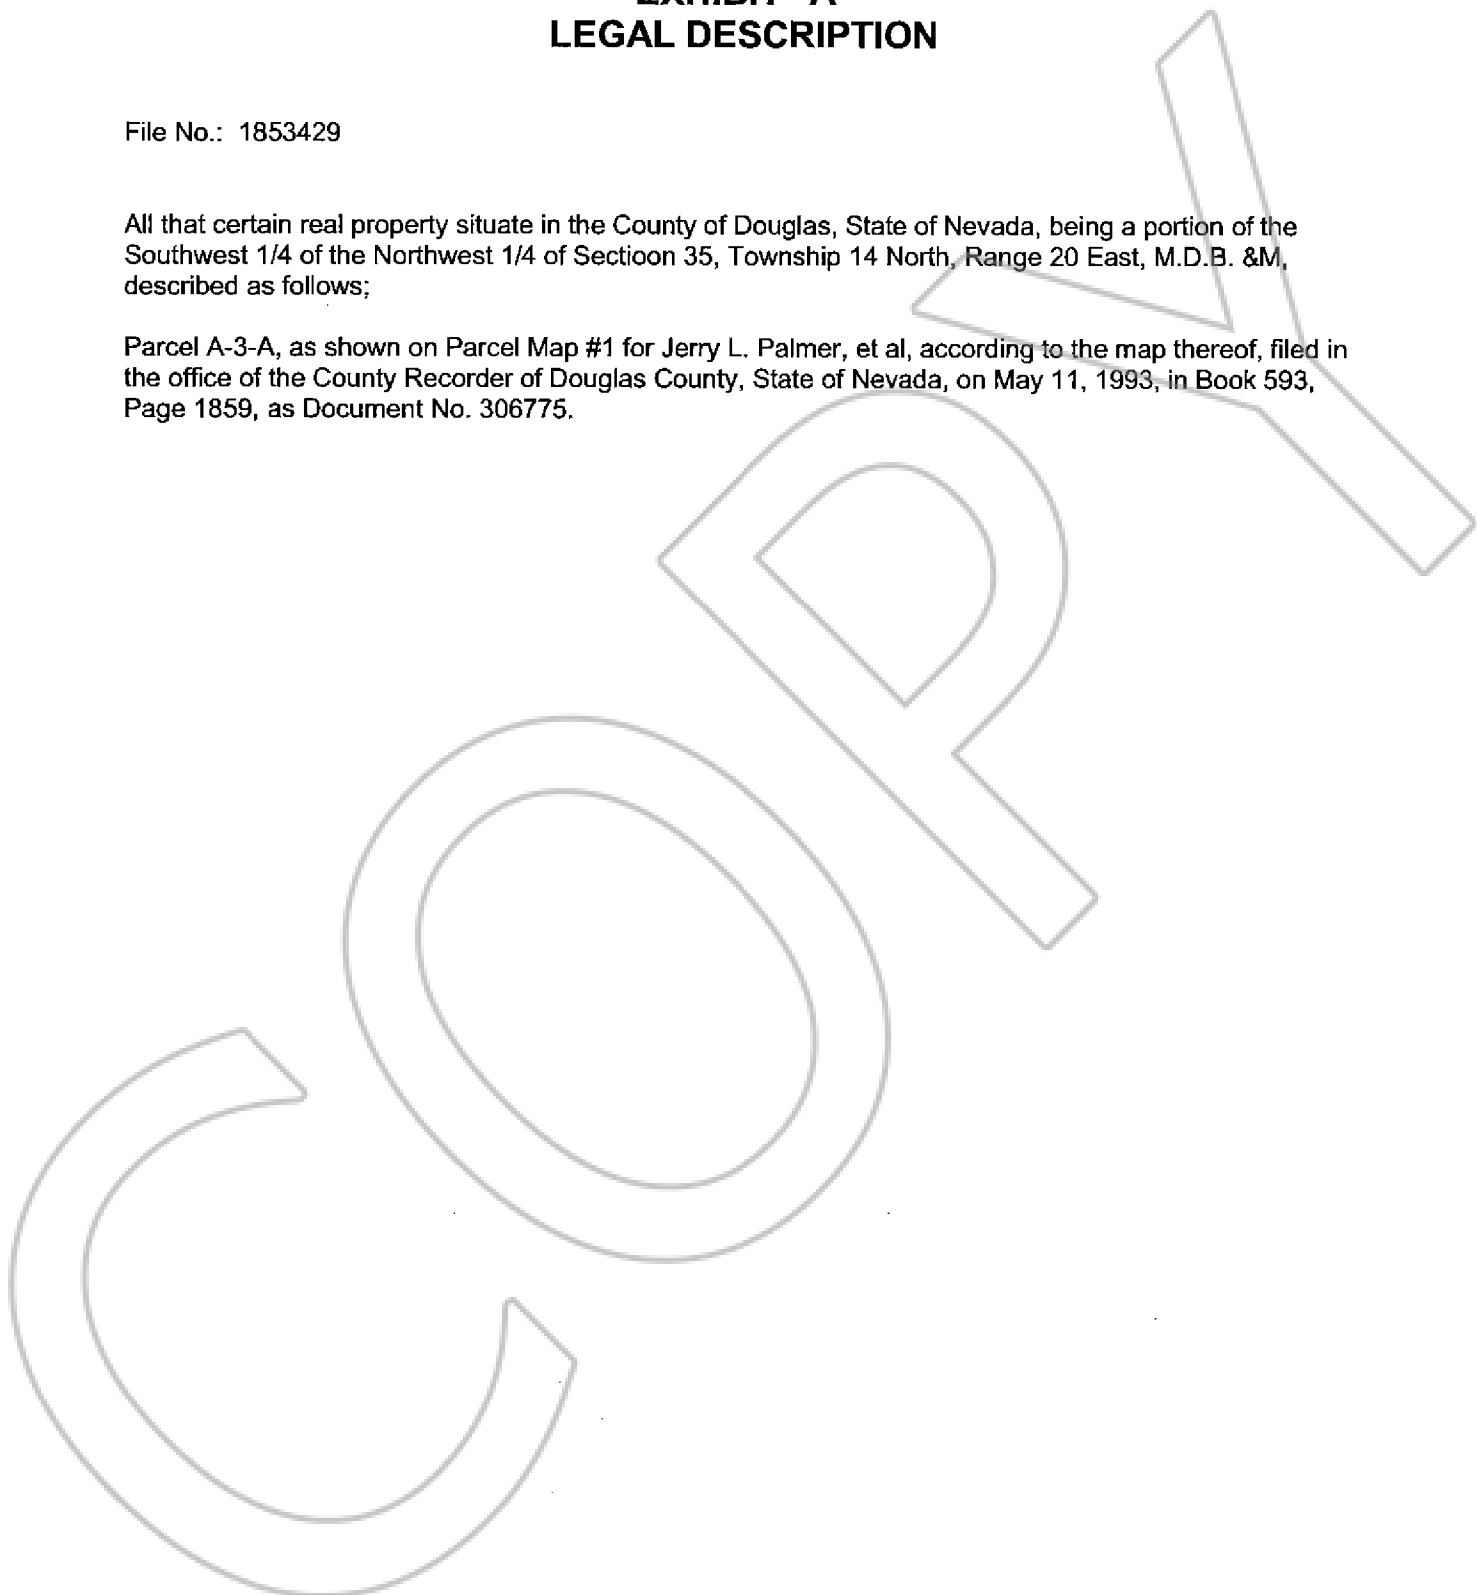 EXHIBIT "A"
LEGAL DESCRIPTION
File No.: 1853429
All that certain real property situate in the County of Douglas, State of Nevada, being a portion of the
Southwest 1/4 of the Northwest 1/4 of Sectioon 35, Township 14 North, Range 20 East, M.D.B. &M,
described as follows;
Parcel A-3-A, as shown on Parcel Map #1 for Jerry L. Palmer, et al, according to the map thereof, filed in
the office of the County Recorder of Douglas County, State of Nevada, on May 11, 1993, in Book 593,
Page 1859, as Document No. 306775.
COPY